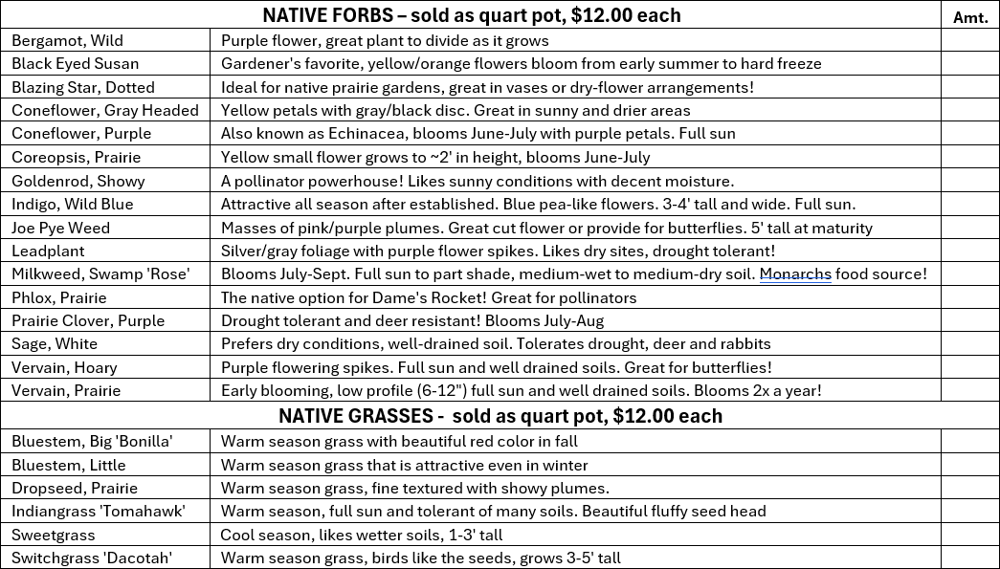 NATIVE FORBS – sold as quart pot, $12.00 each Amt.
Bergamot, Wild Purple flower, great plant to divide as it grows
Black Eyed Susan Gardener's favorite, yellow/orange flowers bloom from early summer to hard freeze
Blazing Star, Dotted Ideal for native prairie gardens, great in vases or dry-flower arrangements!
Coneflower, Gray Headed Yellow petals with gray/black disc. Great in sunny and drier areas
Coneflower, Purple Also known as Echinacea, blooms June-July with purple petals. Full sun
Coreopsis, Prairie Yellow small flower grows to ~2' in height, blooms June-July
Goldenrod, Showy A pollinator powerhouse! Likes sunny conditions with decent moisture.
Indigo, Wild Blue Attractive all season after established. Blue pea-like flowers. 3-4' tall and wide. Full sun.
Joe Pye Weed Masses of pink/purple plumes. Great cut flower or provide for butterflies. 5' tall at maturity
Leadplant Silver/gray foliage with purple flower spikes. Likes dry sites, drought tolerant!
Milkweed, Swamp 'Rose' Blooms July-Sept. Full sun to part shade, medium-wet to medium-dry soil. Monarchs food source!
Phlox, Prairie The native option for Dame's Rocket! Great for pollinators
Prairie Clover, Purple Drought tolerant and deer resistant! Blooms July-Aug
Sage, White Prefers dry conditions, well-drained soil. Tolerates drought, deer and rabbits
Vervain, Hoary Purple flowering spikes. Full sun and well drained soils. Great for butterflies!
Vervain, Prairie Early blooming, low profile (6-12") full sun and well drained soils. Blooms 2x a year!
NATIVE GRASSES - sold as quart pot, $12.00 each
Bluestem, Big 'Bonilla' Warm season grass with beautiful red color in fall
Bluestem, Little Warm season grass that is attractive even in winter
Dropseed, Prairie Warm season grass, fine textured with showy plumes.
Indiangrass 'Tomahawk' Warm season, full sun and tolerant of many soils. Beautiful fluffy seed head
Sweetgrass Cool season, likes wetter soils, 1-3' tall
Switchgrass 'Dacotah' Warm season grass, birds like the seeds, grows 3-5' tall